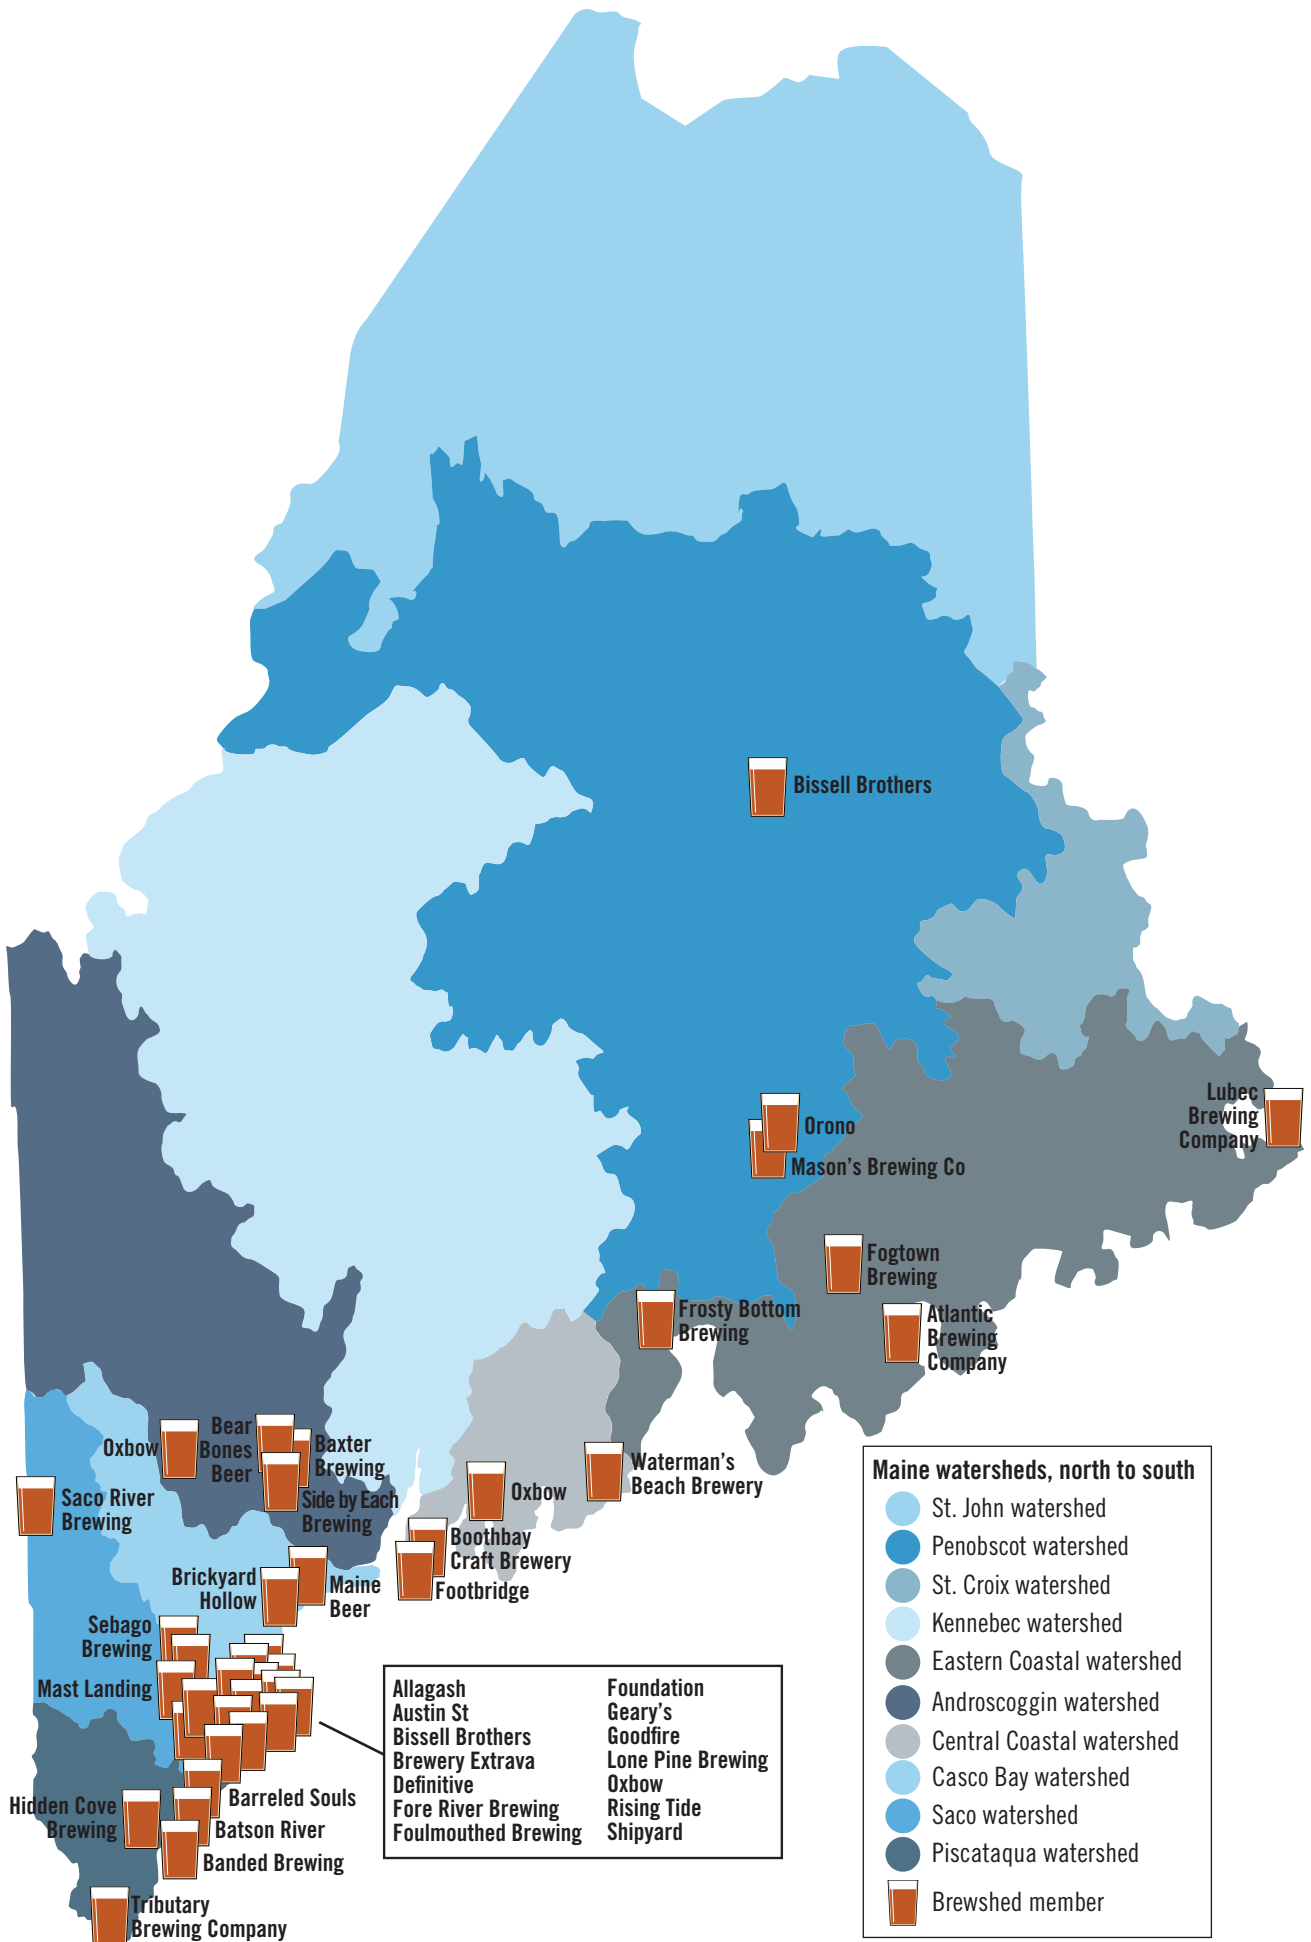 Bissell Brothers
Lubec
Brewing
Company
Orono
Mason's Brewing Co
Fogtown
Brewing
Frosty Bottom
Brewing
Atlantic
Brewing
Company
Oxbow
Bear
Bones
Beer
Baxter
Brewing
Side by Each
Brewing
Saco River
Brewing
Waterman's
Beach Brewery
Oxbow
Boothbay
Craft Brewery
Footbridge
Brickyard
Hollow
Maine
Beer
Sebago
Brewing
Mast Landing
Allagash
Austin St
Bissell Brothers
Brewery Extrava
Definitive
Fore River Brewing
Foulmouthed Brewing
Foundation
Geary's
Goodfire
Lone Pine Brewing
Oxbow
Rising Tide
Shipyard
Barreled Souls
Hidden Cove
Brewing
Batson River
Banded Brewing
Tributary
Brewing Company
Maine watersheds, north to south
St. John watershed
Penobscot watershed
St. Croix watershed
Kennebec watershed
Eastern Coastal watershed
Androscoggin watershed
Central Coastal watershed
Casco Bay watershed
Saco watershed
Piscataqua watershed
Brewshed member